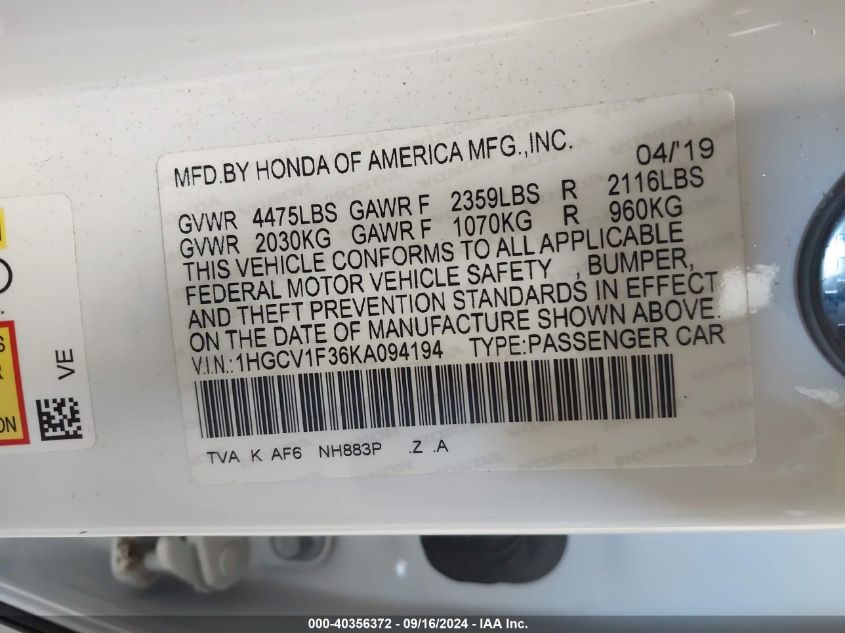 MFD.BY HONDA OF AMERICA MFG.,INC. 04/'19
GVWR 4475LBS GAWR F 2359LBS R 2116LBS
GVWR 2030KG GAWR F 1070KG R 960KG
THIS VEHICLE CONFORMS TO ALL APPLICABLE
FEDERAL MOTOR VEHICLE SAFETY , BUMPER,
AND THEFT PREVENTION STANDARDS IN EFFECT
ON THE DATE OF MANUFACTURE SHOWN ABOVE.
V.I.N.:1HGCV1F36KA094194 TYPE:PASSENGER CAR
TVA K AF6 NH883P .Z .A
VE
000-40356372 - 09/16/2024 - IAA Inc.